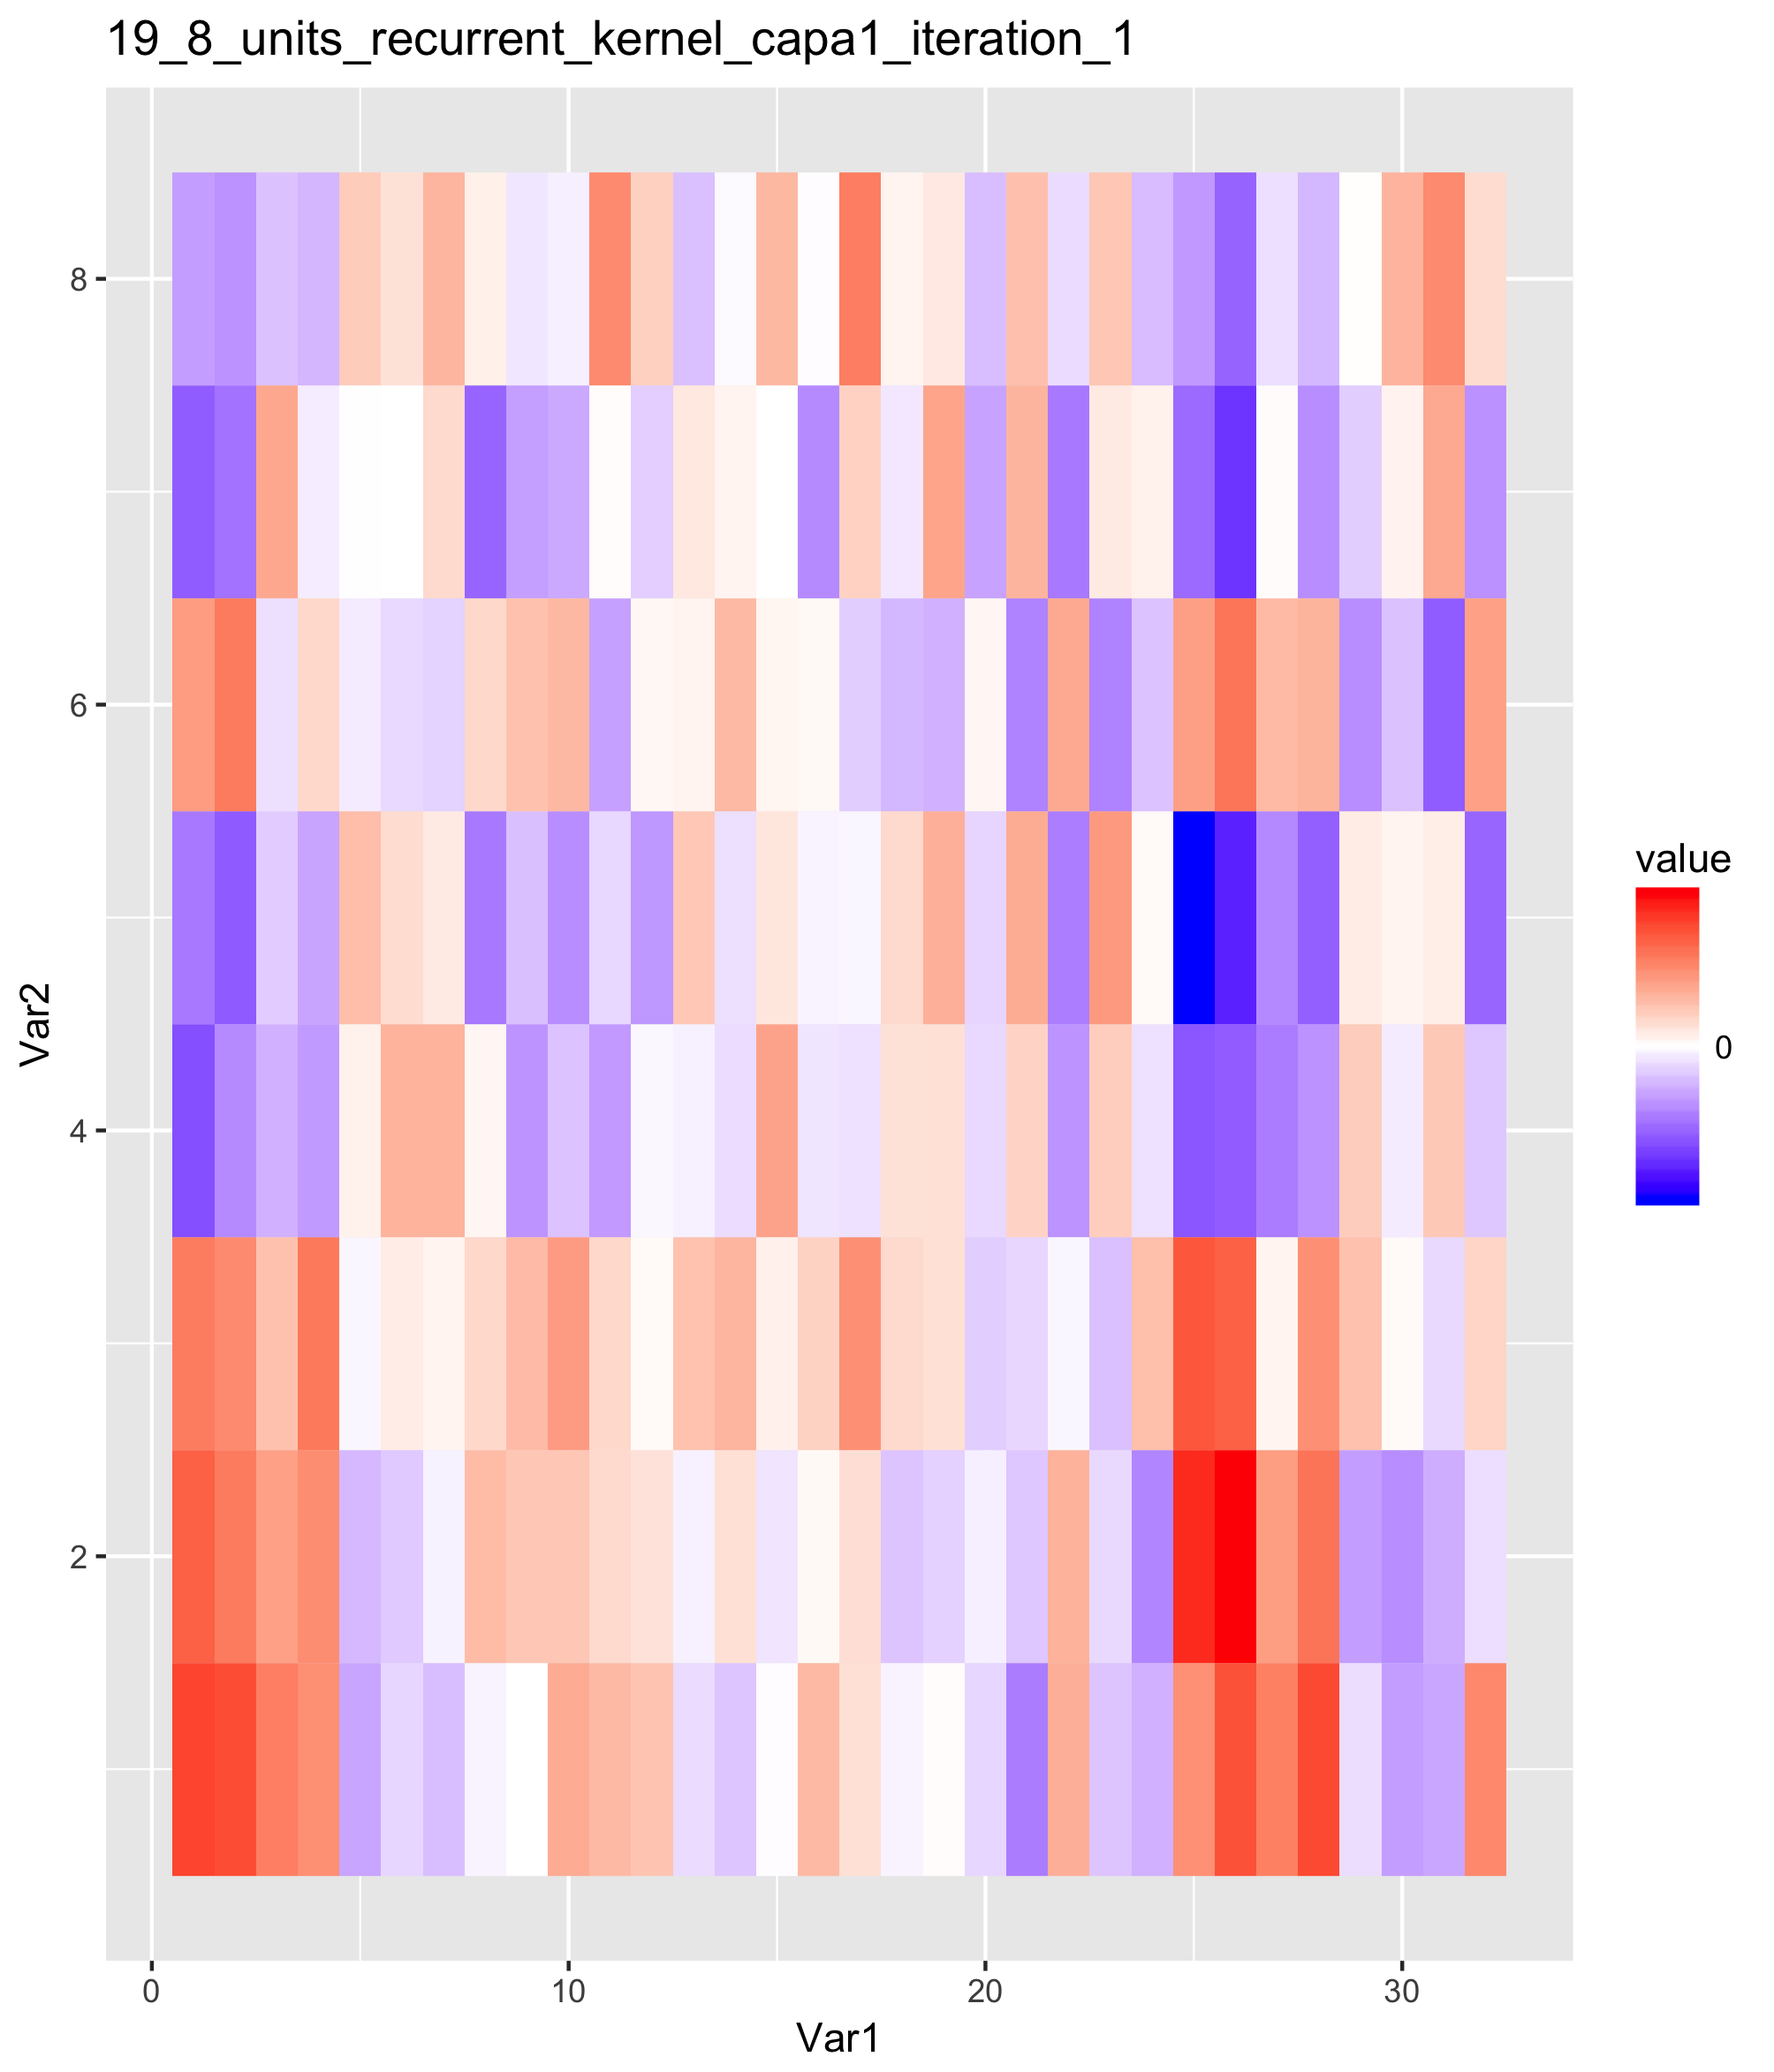 19_8_units_recurrent_kernel_capa1_iteration_1
8
6
4
2
Var2
0
10
20
30
Var1
value
0